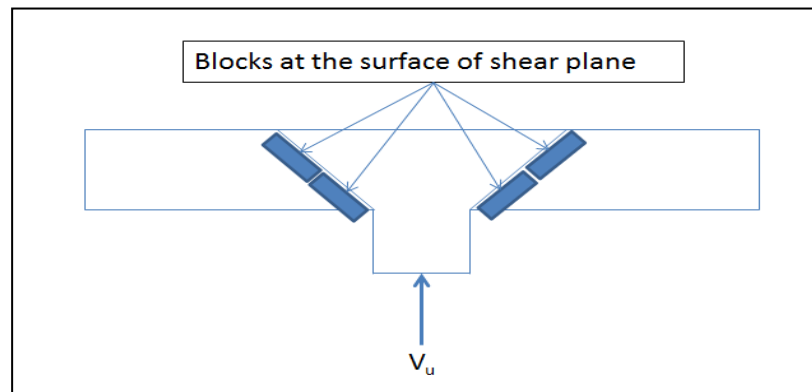 Blocks at the surface of shear plane
Vu